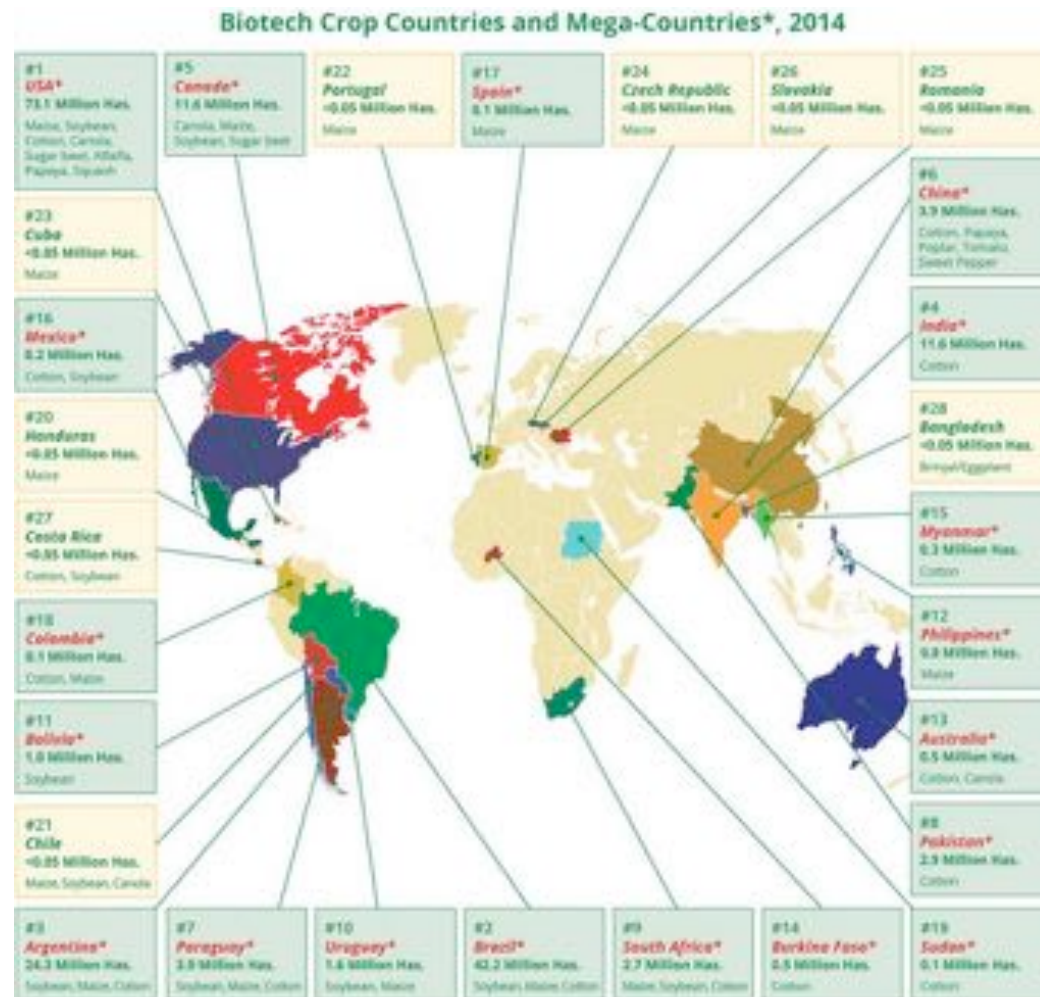 Biotech Crop Countries and Mega-Countries*, 2014
#1
USA*
73.1 Million Has.
Maize, Soybean,
Cotton, Canola,
Sugar beet, Alfalfa,
Papaya, Squash
#5
Canada*
11.6 Million Has.
Canola, Maize,
Soybean, Sugar beet
#22
Portugal
<0.05 Million Has.
Maize
#17
Spain*
0.1 Million Has.
Maize
#24
Czech Republic
<0.05 Million Has.
Maize
#26
Slovakia
<0.05 Million Has.
Maize
#25
Romania
<0.05 Million Has.
Maize
#6
China*
3.9 Million Has.
Cotton, Papaya,
Poplar, Tomato,
Sweet Pepper
#23
Cuba
<0.05 Million Has.
Maize
#4
India*
11.6 Million Has.
Cotton
#16
Mexico*
0.2 Million Has.
Cotton, Soybean
#28
Bangladesh
<0.05 Million Has.
Brinjal/Eggplant
#20
Honduras
<0.05 Million Has.
Maize
#15
Myanmar*
0.3 Million Has.
Cotton
#27
Costa Rica
<0.05 Million Has.
Cotton, Soybean
#12
Philippines*
0.8 Million Has.
Maize
#18
Colombia*
0.1 Million Has.
Cotton, Maize
#13
Australia*
0.5 Million Has.
Cotton, Canola
#11
Bolivia*
1.0 Million Has.
Soybean
#8
Pakistan*
2.9 Million Has.
Cotton
#21
Chile
<0.05 Million Has.
Maize, Soybean, Canola
#3
Argentina*
24.3 Million Has.
Soybean, Maize, Cotton
#7
Paraguay*
3.9 Million Has.
Soybean, Maize, Cotton
#10
Uruguay*
1.6 Million Has.
Soybean, Maize
#2
Brazil*
42.2 Million Has.
Soybean, Maize, Cotton
#9
South Africa*
2.7 Million Has.
Maize, Soybean, Cotton
#14
Burkina Faso*
0.5 Million Has.
Cotton
#19
Sudan*
0.1 Million Has.
Cotton